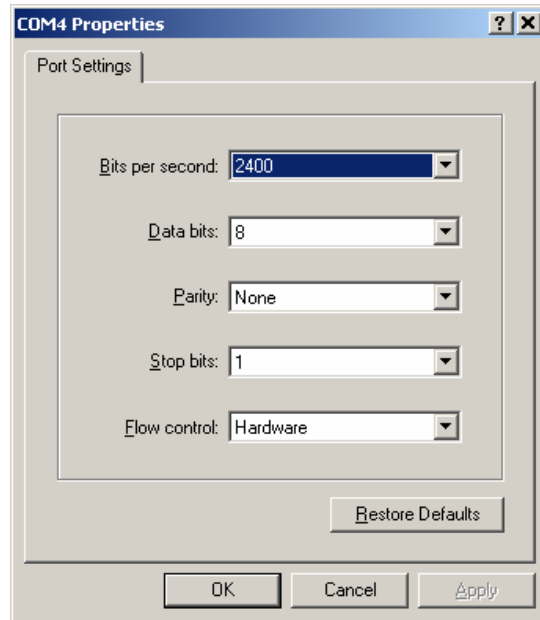 COM4 Properties
Port Settings
Bits per second: 2400
Data bits: 8
Parity: None
Stop bits: 1
Flow control: Hardware
Restore Defaults
OK Cancel Apply